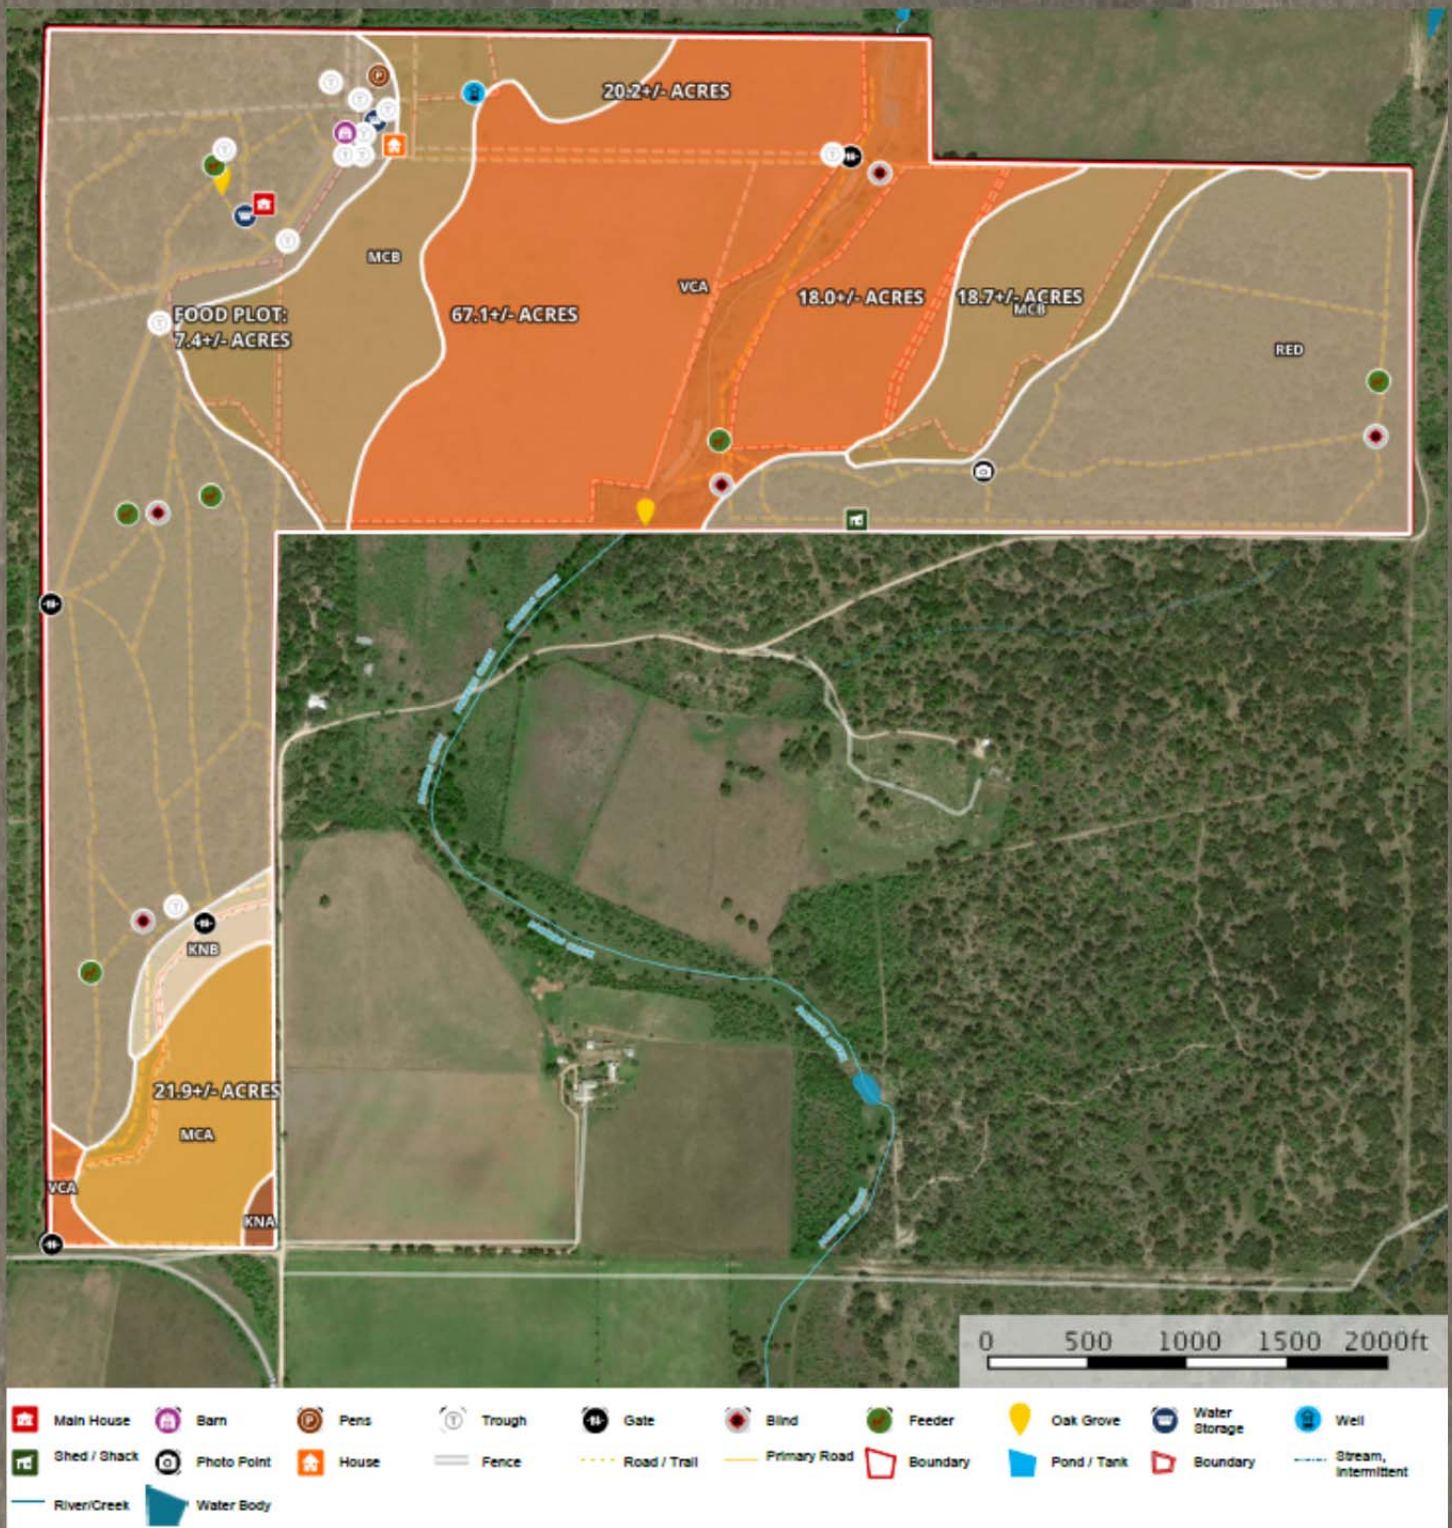 20.2+/- ACRES
MCB
VCA
67.1+/- ACRES
18.0+/- ACRES
18.7+/- ACRES
MCB
FOOD PLOT:
7.4+/- ACRES
RED
KNB
21.9+/- ACRES
MCA
VCA
KNA
0 500 1000 1500 2000ft
Main House
Barn
Pens
Trough
Gate
Blind
Feeder
Oak Grove
Water
Storage
Well
Shed / Shack
Photo Point
House
Fence
Road / Trail
Primary Road
Boundary
Pond / Tank
Boundary
Stream,
Intermittent
River/Creek
Water Body